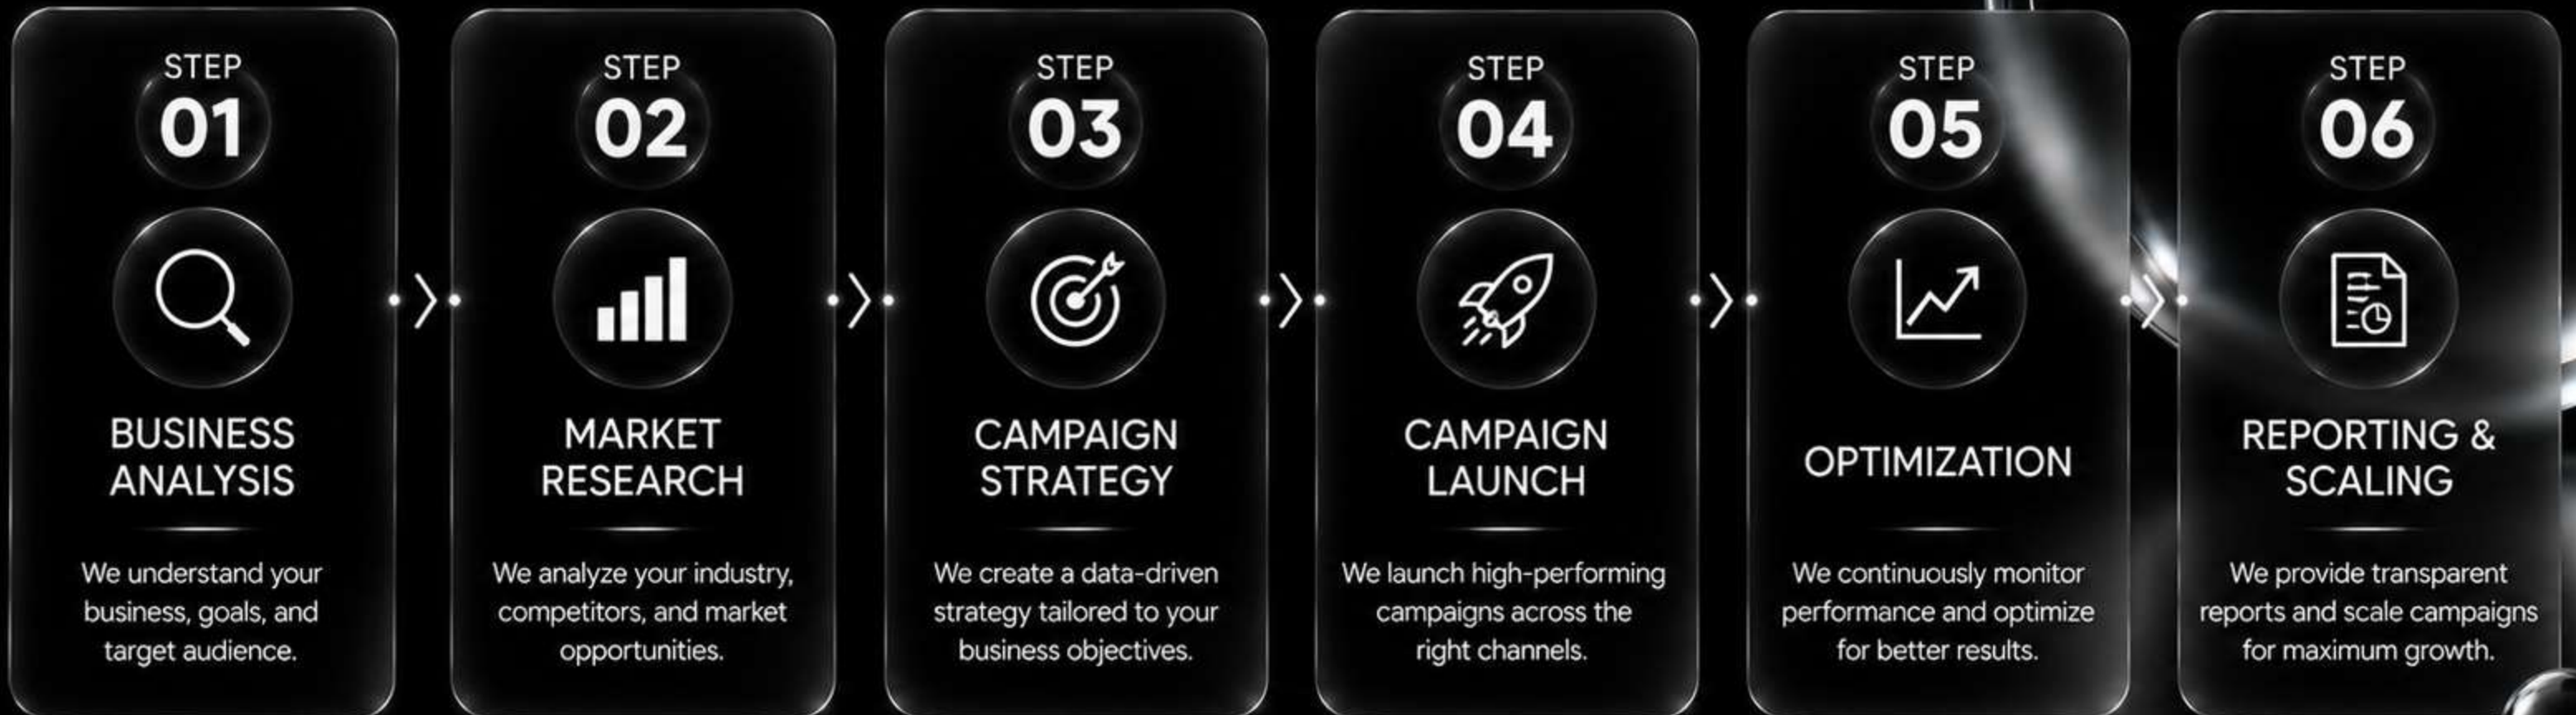 STEP
01
BUSINESS
ANALYSIS
We understand your
business, goals, and
target audience.
STEP
02
MARKET
RESEARCH
We analyze your industry,
competitors, and market
opportunities.
STEP
03
CAMPAIGN
STRATEGY
We create a data-driven
strategy tailored to your
business objectives.
STEP
04
CAMPAIGN
LAUNCH
We launch high-performing
campaigns across the
right channels.
STEP
05
OPTIMIZATION
We continuously monitor
performance and optimize
for better results.
STEP
06
REPORTING &
SCALING
We provide transparent
reports and scale campaigns
for maximum growth.